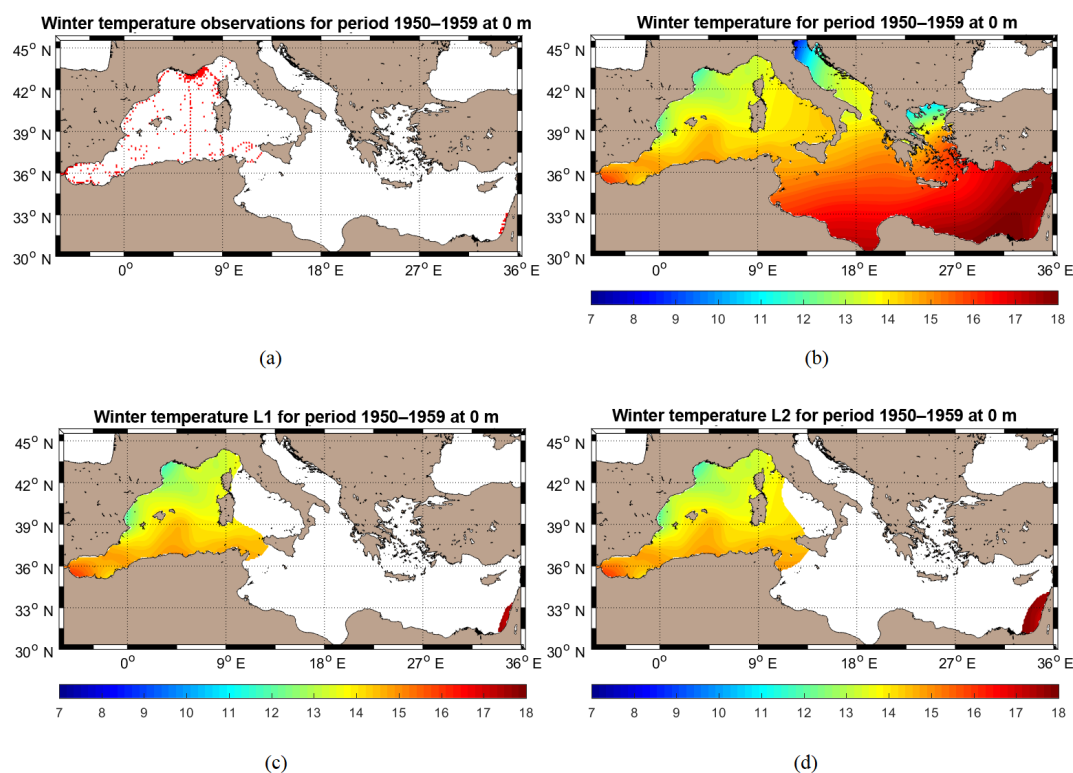 Winter temperature observations for period 1950–1959 at 0 m
45° N
42° N
39° N
36° N
33° N
30° N
0° 9° E 18° E 27° E 36° E
(a)
Winter temperature for period 1950–1959 at 0 m
45° N
42° N
39° N
36° N
33° N
30° N
0° 9° E 18° E 27° E 36° E
7 8 9 10 11 12 13 14 15 16 17 18
(b)
Winter temperature L1 for period 1950–1959 at 0 m
45° N
42° N
39° N
36° N
33° N
30° N
0° 9° E 18° E 27° E 36° E
7 8 9 10 11 12 13 14 15 16 17 18
(c)
Winter temperature L2 for period 1950–1959 at 0 m
45° N
42° N
39° N
36° N
33° N
30° N
0° 9° E 18° E 27° E 36° E
7 8 9 10 11 12 13 14 15 16 17 18
(d)